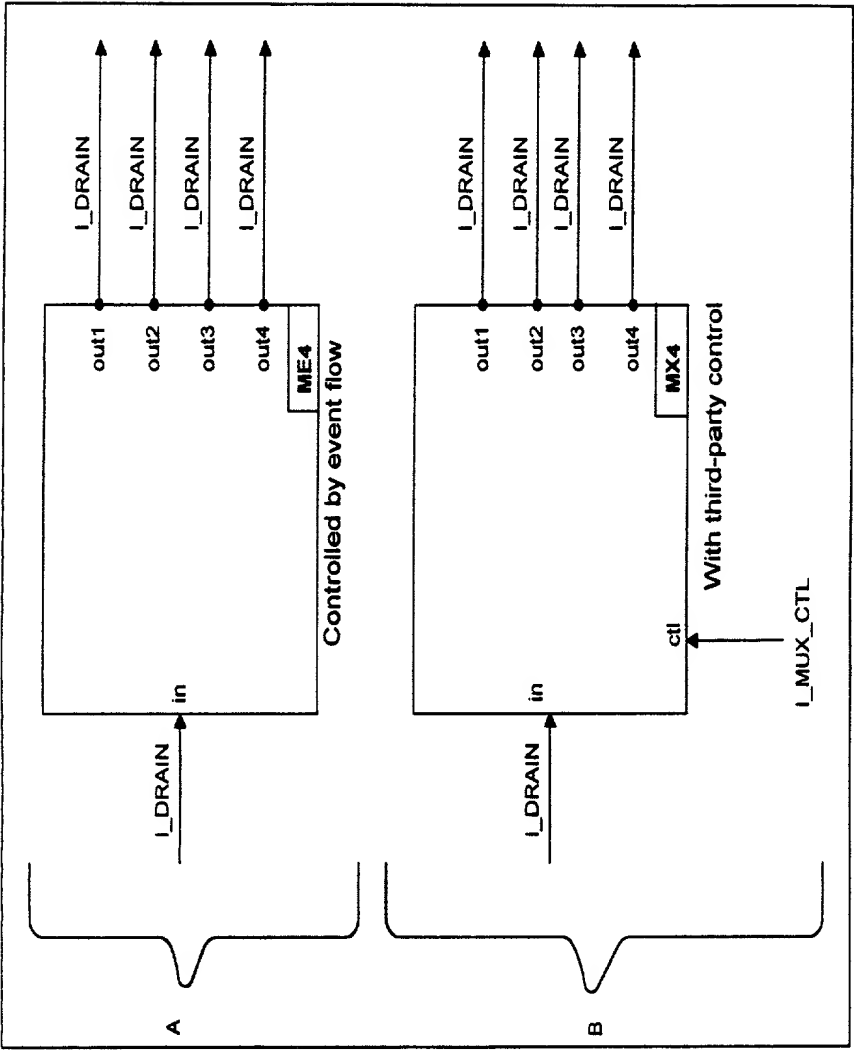 A
I_DRAIN
in
out1
out2
out3
out4
ME4
I_DRAIN
I_DRAIN
I_DRAIN
I_DRAIN
Controlled by event flow
B
I_DRAIN
in
out1
out2
out3
out4
MX4
ctl
I_DRAIN
I_DRAIN
I_DRAIN
I_DRAIN
With third-party control
I_MUX_CTL